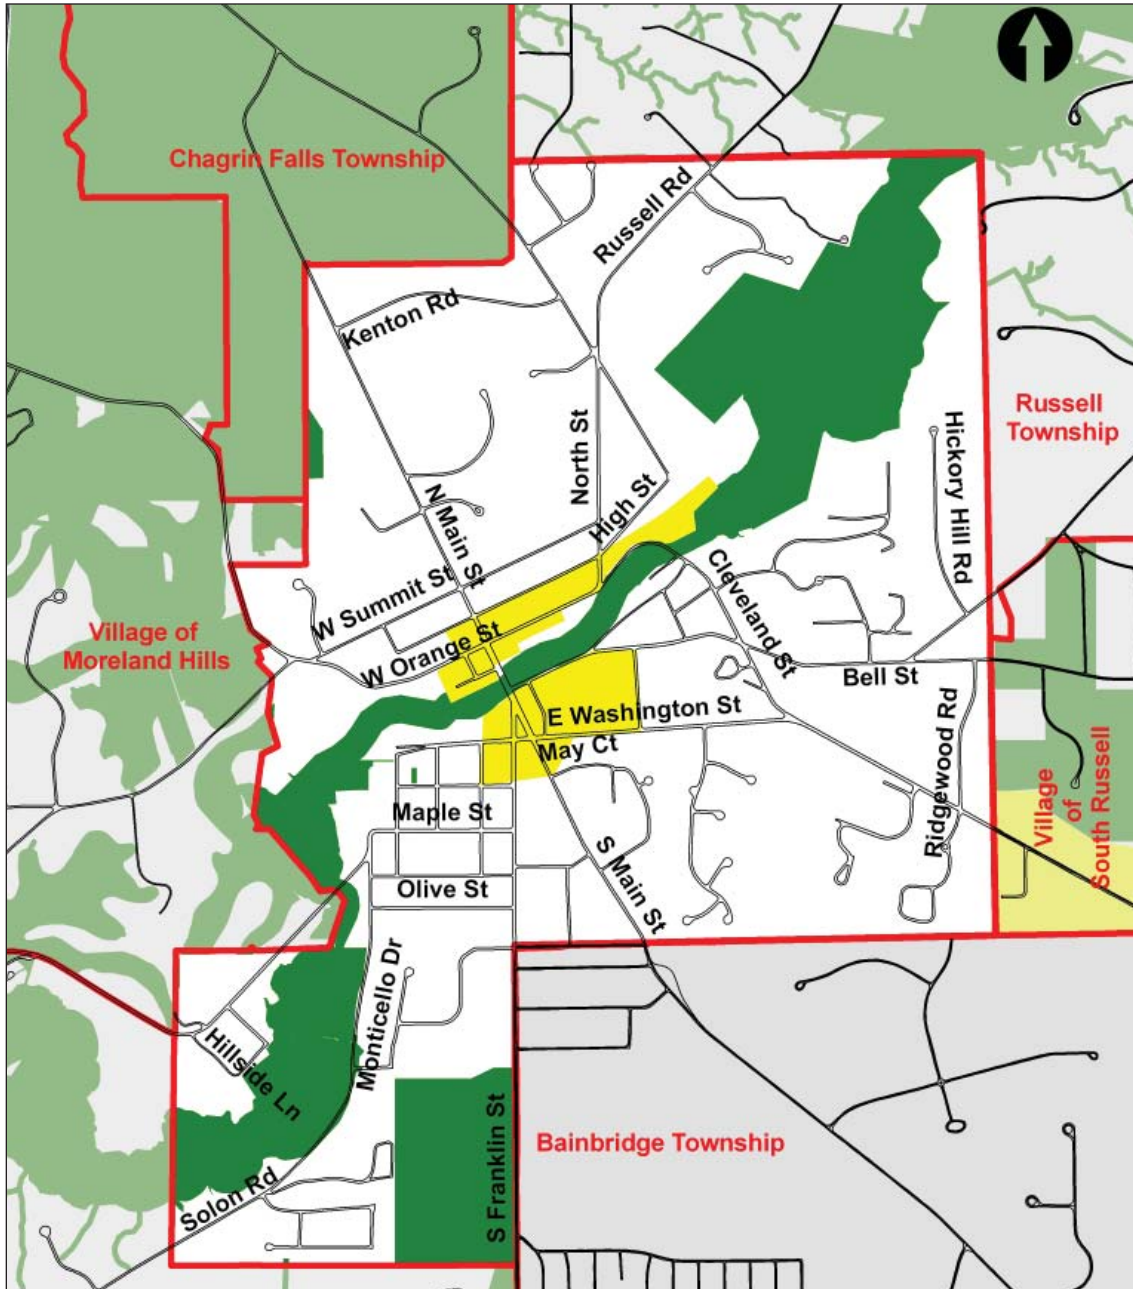 Chagrin Falls Township
Russell Rd
Kenton Rd
Russell
Township
Hickory Hill Rd
North St
High St
N Main St
Cleveland St
W Summit St
Village of
Moreland Hills
W Orange St
Bell St
E Washington St
May Ct
Ridgewood Rd
Village
of
South Russell
Maple St
S Main St
Olive St
Monticello Dr
Hillside Ln
S Franklin St
Bainbridge Township
Solon Rd